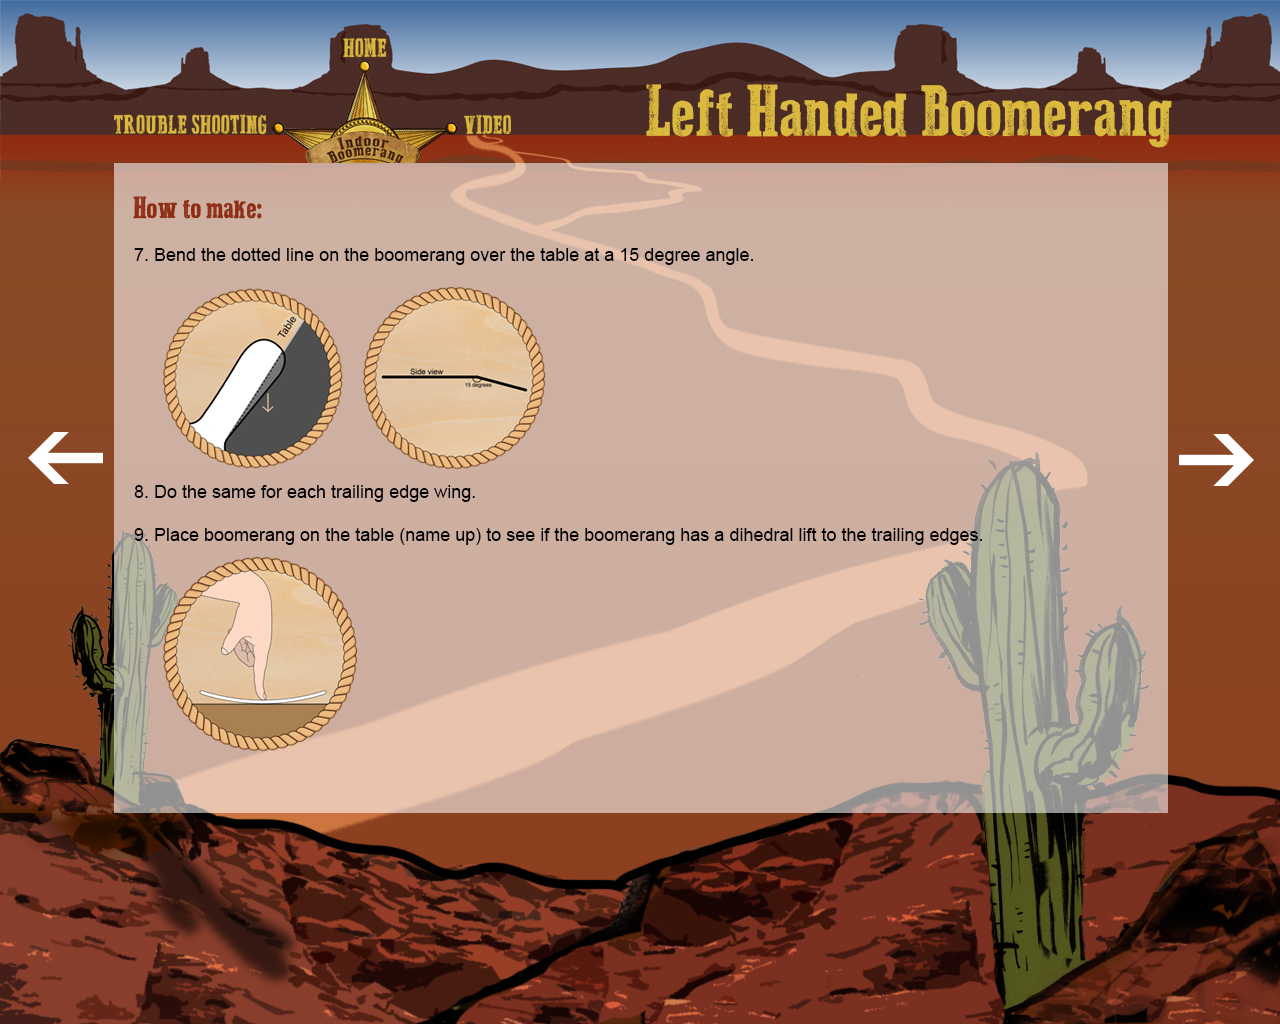 HOME
TROUBLE SHOOTING
VIDEO
Indoor
Boomerang
Left Handed Boomerang
How to make:
7. Bend the dotted line on the boomerang over the table at a 15 degree angle.
Table
Side view
15 degrees
8. Do the same for each trailing edge wing.
9. Place boomerang on the table (name up) to see if the boomerang has a dihedral lift to the trailing edges.